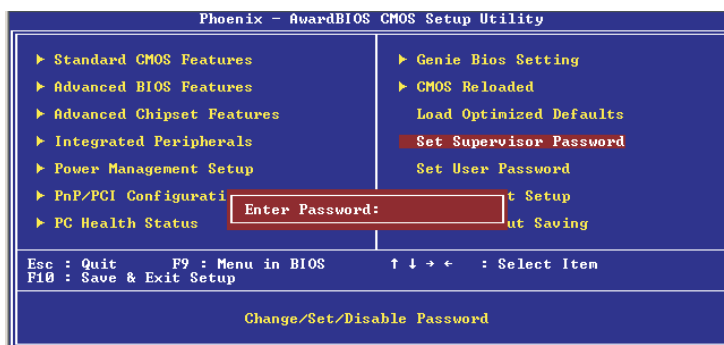 Phoenix - AwardBIOS CMOS Setup Utility
Standard CMOS Features
Advanced BIOS Features
Advanced Chipset Features
Integrated Peripherals
Power Management Setup
PnP/PCI Configurati
PC Health Status
Genie Bios Setting
CMOS Reloaded
Load Optimized Defaults
Set Supervisor Password
Set User Password
t Setup
ut Saving
Enter Password:
Esc : Quit F9 : Menu in BIOS ↑ ↓ → ← : Select Item
F10 : Save & Exit Setup
Change/Set/Disable Password